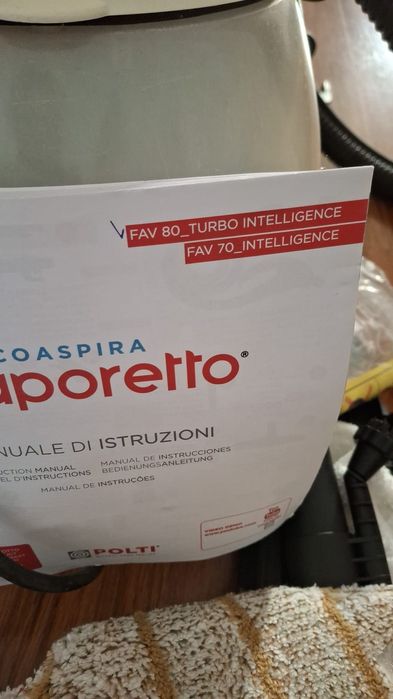 FAV 80_TURBO INTELLIGENCE
FAV 70_INTELLIGENCE
COASPIRA
aporetto®
NUALE DI ISTRUZIONI
UCTION MANUAL MANUAL DE INSTRUCCIONES
EL D'INSTRUCTIONS BEDIENUNGSANLEITUNG
MANUAL DE INSTRUÇÕES
POLTI